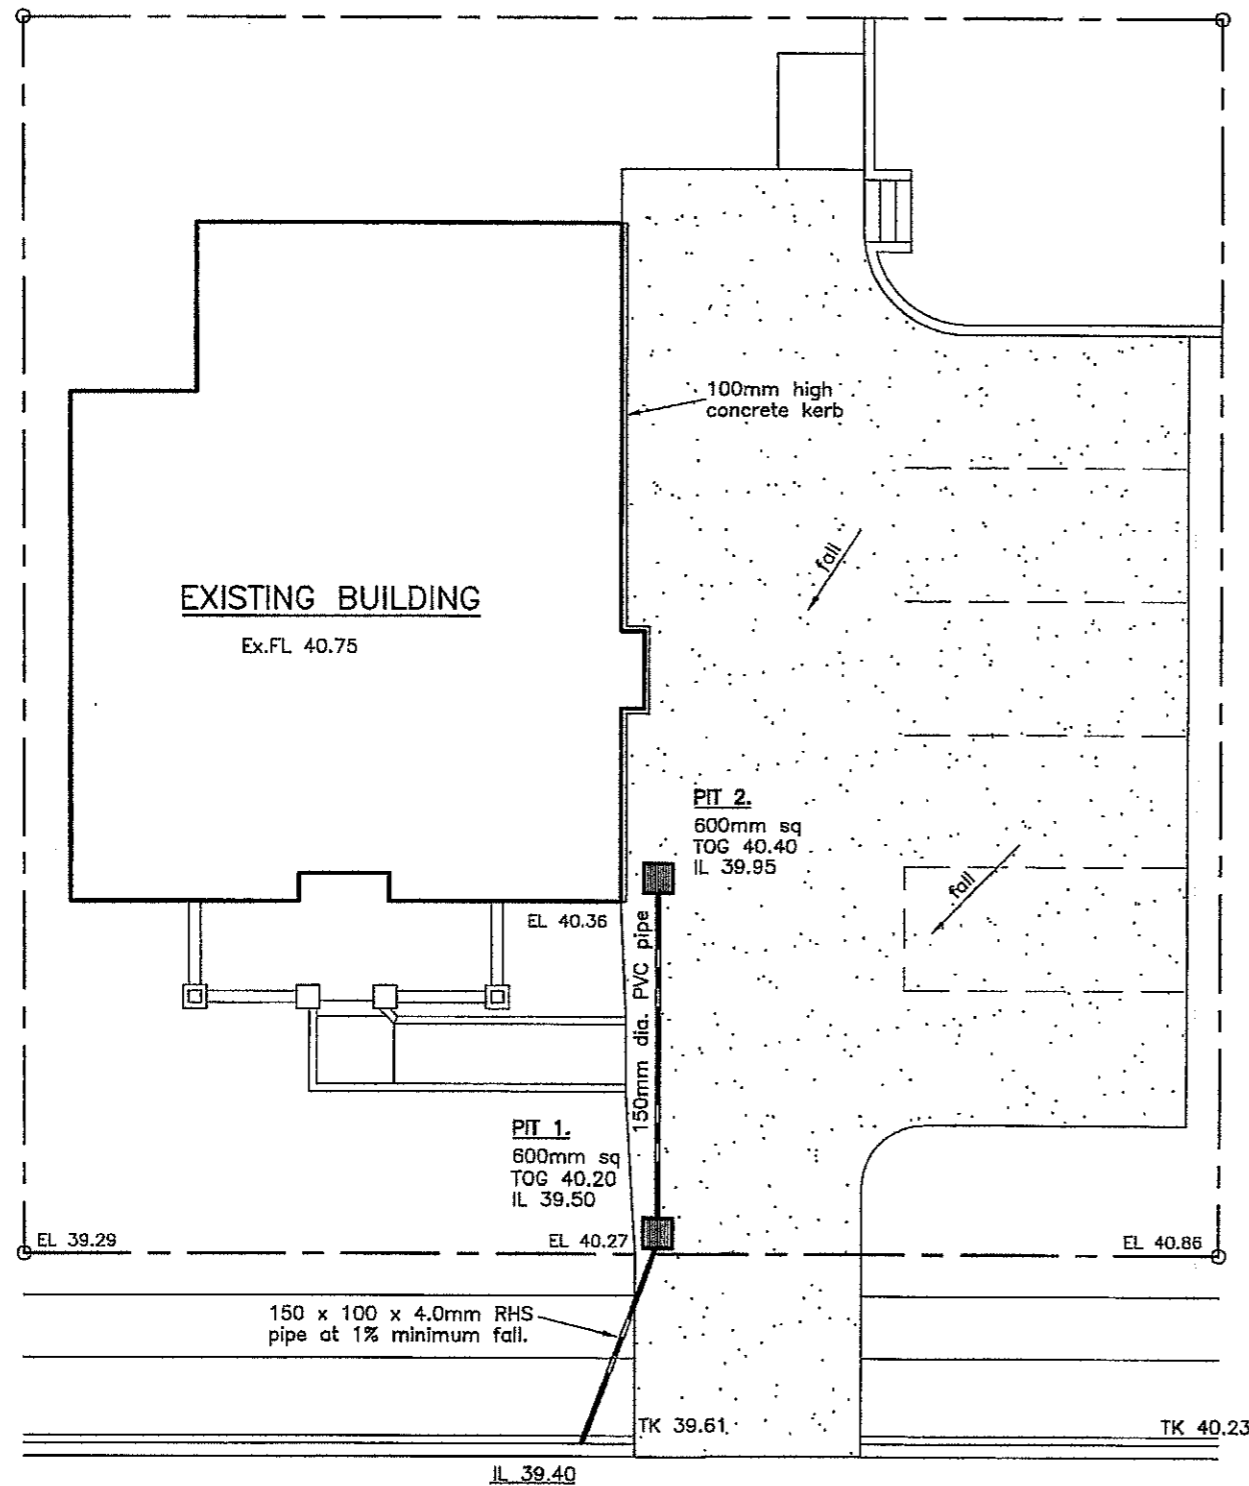 100mm high
concrete kerb
fall
EXISTING BUILDING
Ex.FL 40.75
PIT 2.
600mm sq
TOG 40.40
IL 39.95
fall
EL 40.36
150mm dia. PVC pipe
PIT 1.
600mm sq
TOG 40.20
IL 39.50
EL 39.29
EL 40.27
EL 40.86
150 x 100 x 4.0mm RHS
pipe at 1% minimum fall.
TK 39.61
TK 40.23
IL 39.40